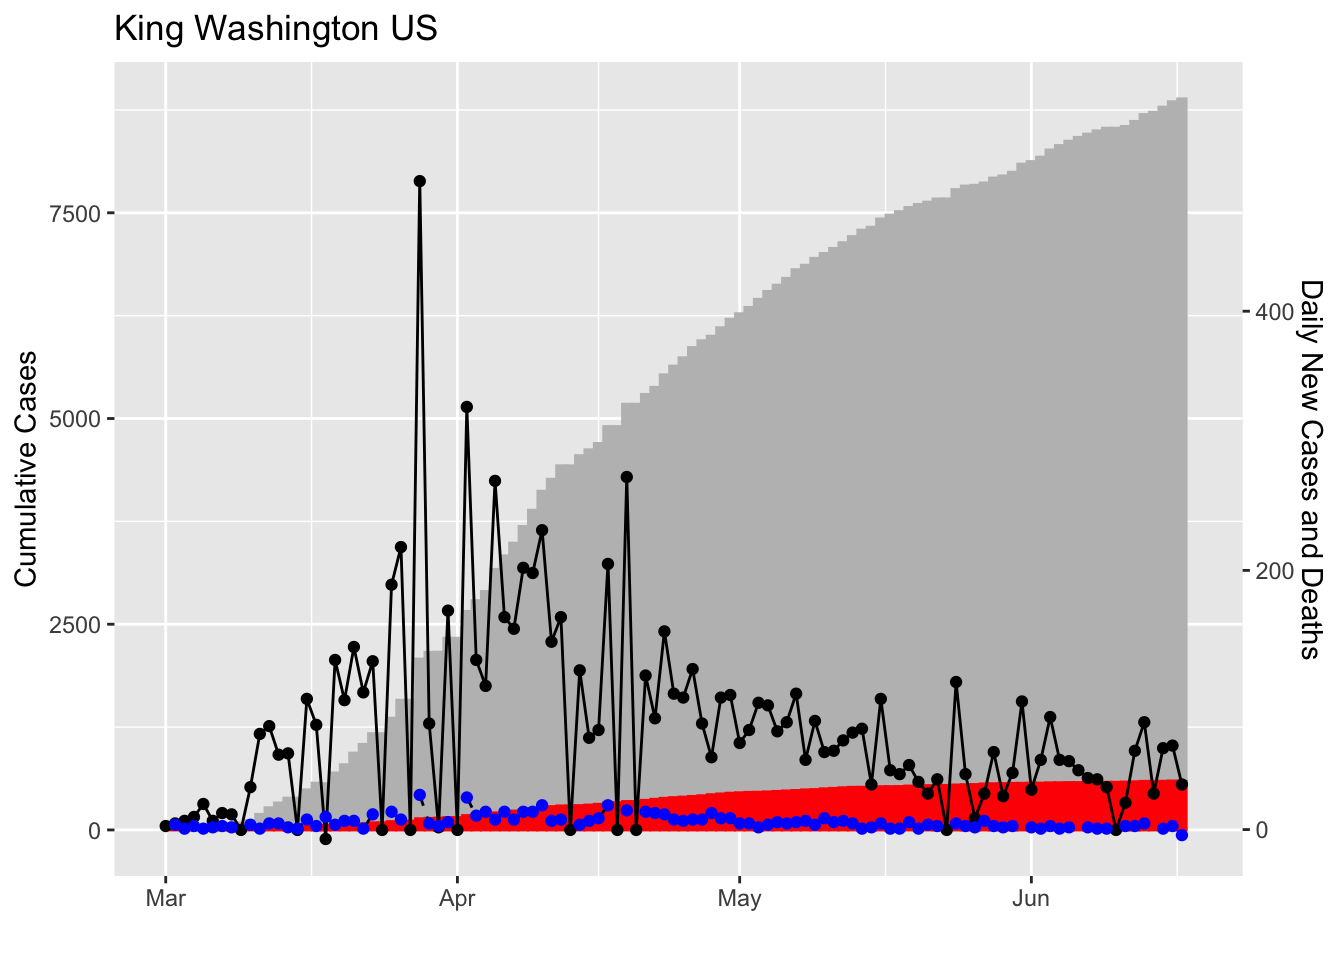 King Washington US
Cumulative Cases
7500
5000
2500
0
400
200
0
Daily New Cases and Deaths
Mar
Apr
May
Jun